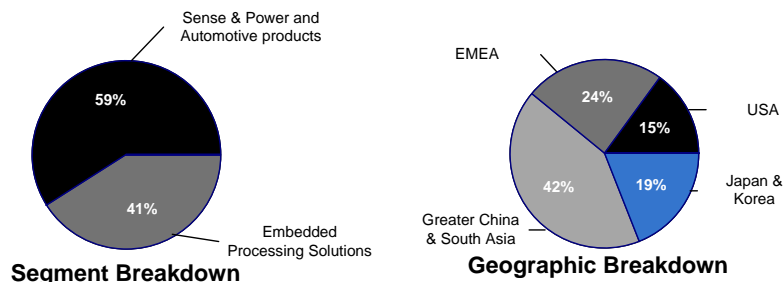 Sense & Power and
Automotive products
59%
41%
Embedded
Processing Solutions
Segment Breakdown
EMEA
24%
USA
15%
42%
19%
Japan &
Korea
Greater China
& South Asia
Geographic Breakdown